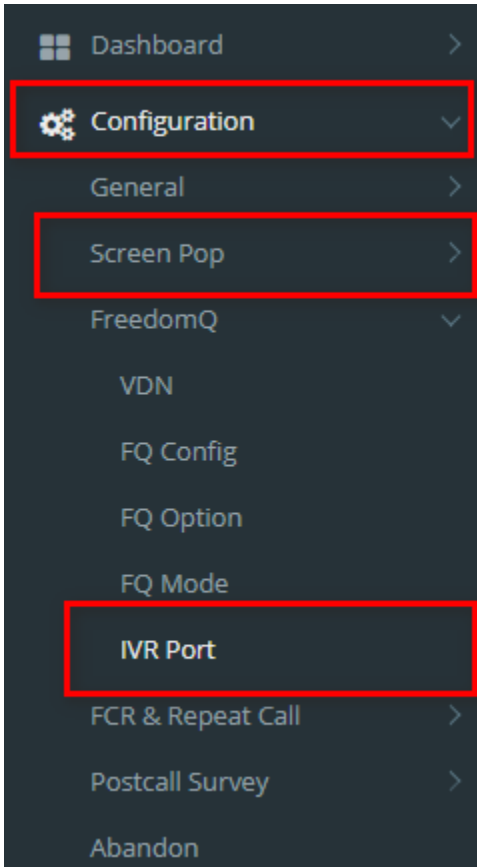 Dashboard
Configuration
General
Screen Pop
FreedomQ
VDN
FQ Config
FQ Option
FQ Mode
IVR Port
FCR & Repeat Call
Postcall Survey
Abandon